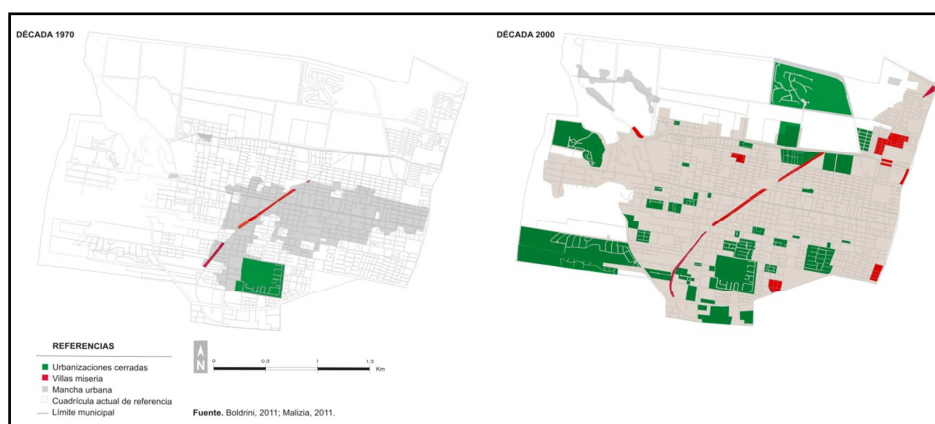 DÉCADA 1970
DÉCADA 2000
REFERENCIAS
Urbanizaciones cerradas
Villas miseria
Mancha urbana
Cuadrícula actual de referencia
Límite municipal
N
0 0.5 1 1.5
Km
Fuente. Boldrini, 2011; Malizia, 2011.